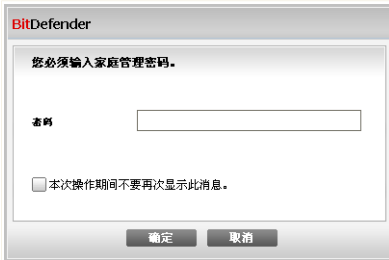 BitDefender
您必须输入家庭管理密码。
密码
本次操作期间不要再次显示此消息。
确定
取消